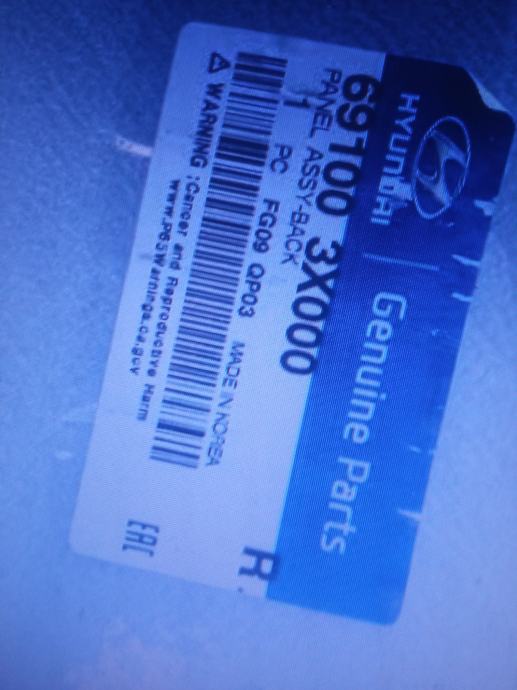 HYUNDAI | Genuine Parts
69100 3X000
PANEL ASSY-BACK
1 PC FG09 QP03 MADE IN KOREA
R
⚠ WARNING : Cancer and Reproductive Harm
www.P65Warnings.ca.gov
EAC